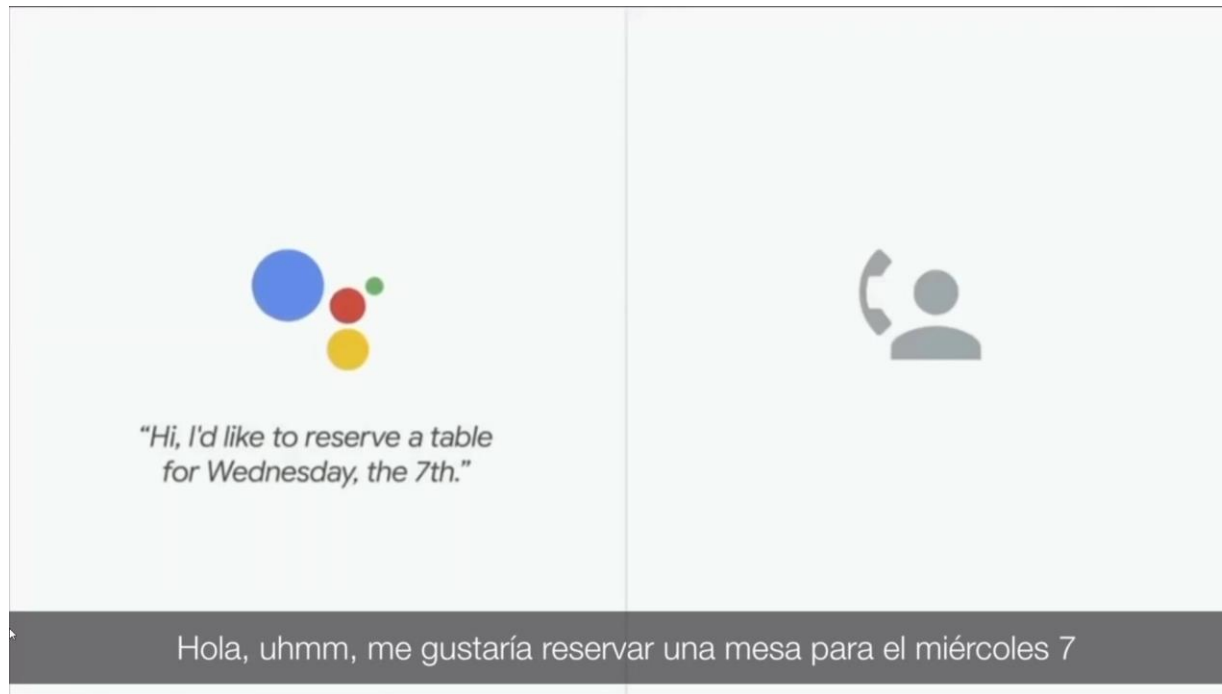 “Hi, I'd like to reserve a table
for Wednesday, the 7th.”
Hola, uhmm, me gustaría reservar una mesa para el miércoles 7